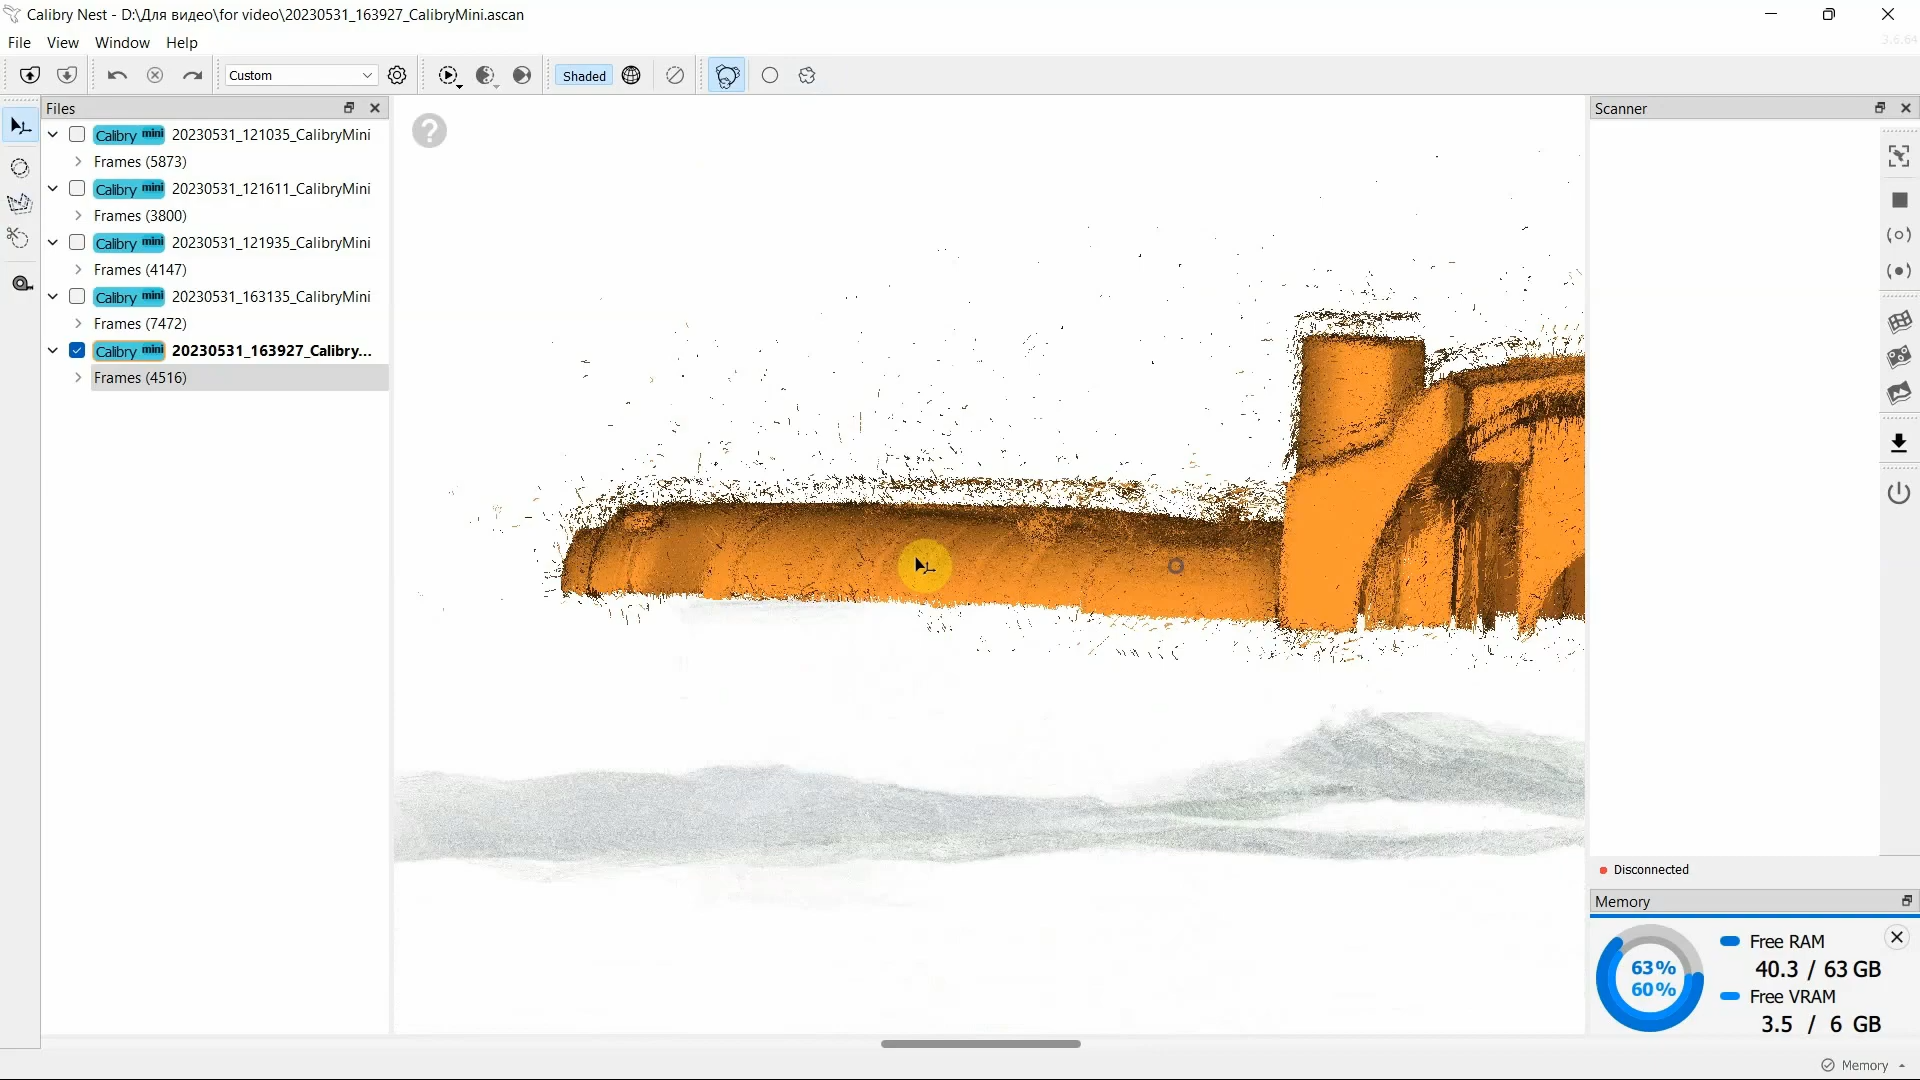 Calibry Nest - D:\Для видео\for video\20230531_163927_CalibryMini.ascan
3.6.64
File View Window Help
Custom
Shaded
Files
Calibry mini 20230531_121035_CalibryMini
Frames (5873)
Calibry mini 20230531_121611_CalibryMini
Frames (3800)
Calibry mini 20230531_121935_CalibryMini
Frames (4147)
Calibry mini 20230531_163135_CalibryMini
Frames (7472)
Calibry mini 20230531_163927_Calibry...
Frames (4516)
?
Scanner
Disconnected
Memory
63%
60%
Free RAM
40.3 / 63 GB
Free VRAM
3.5 / 6 GB
Memory